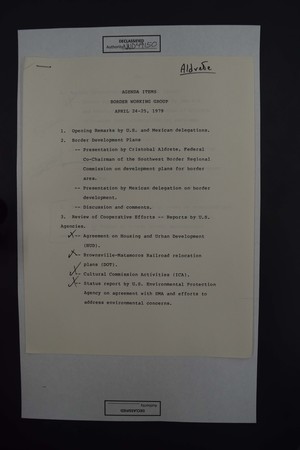 DECLASSIFIED
Authority
Aldrete
AGENDA ITEMS
BORDER WORKING GROUP
APRIL 24-25, 1979
1. Opening Remarks by U.S. and Mexican delegations.
2. Border Development Plans
-- Presentation by Cristobal Aldrete, Federal
Co-Chairman of the Southwest Border Regional
Commission on development plans for border
area.
-- Presentation by Mexican delegation on border
development.
-- Discussion and comments.
3. Review of Cooperative Efforts -- Reports by U.S.
Agencies.
-- Agreement on Housing and Urban Development
(HUD).
-- Brownsville-Matamoros Railroad relocation
plans (DOT).
-- Cultural Commission Activities (ICA).
-- Status report by U.S. Environmental Protection
Agency on agreement with SMA and efforts to
address environmental concerns.
DECLASSIFIED